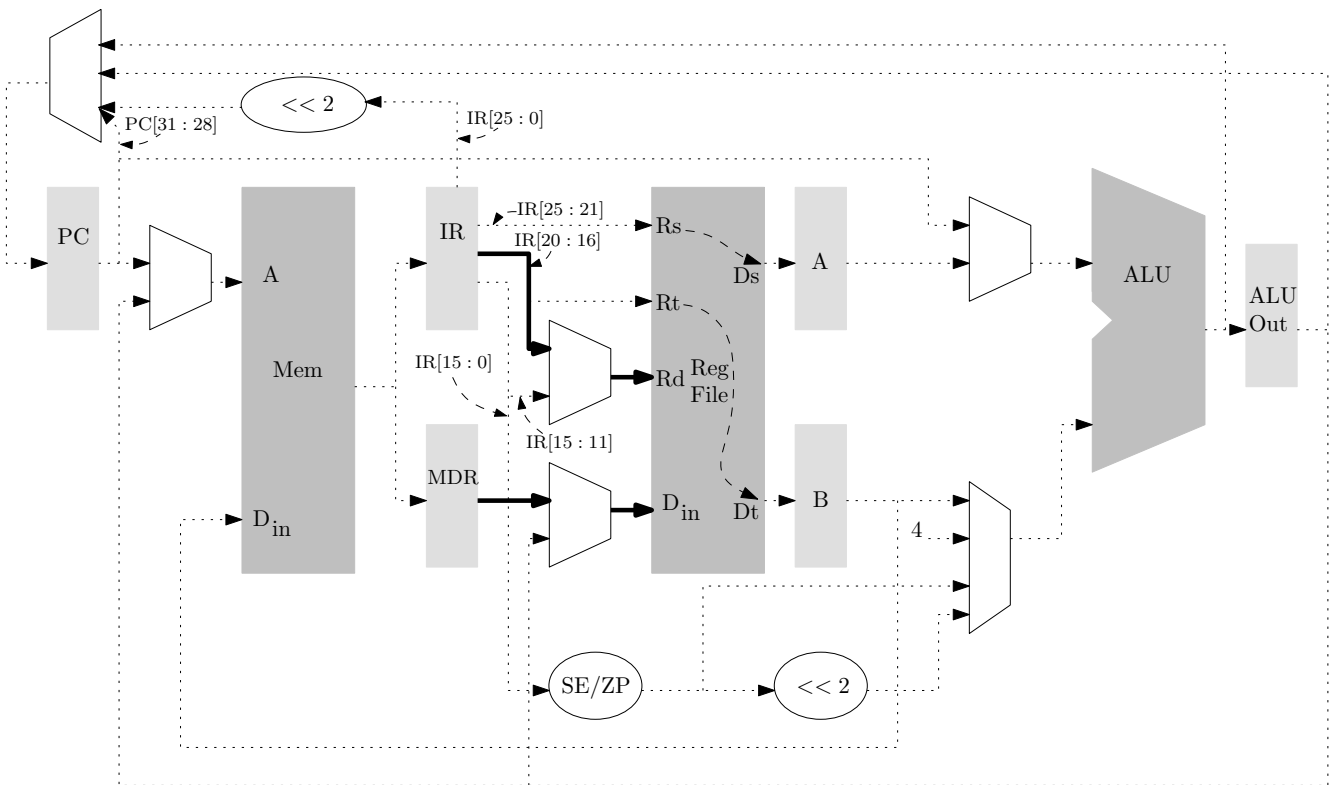 << 2
PC[31 : 28]
IR[25 : 0]
PC
A
Mem
D in
IR
IR[25 : 21]
IR[20 : 16]
IR[15 : 0]
IR[15 : 11]
MDR
Rs
Ds
Rt
Rd
Reg
File
D in
Dt
A
B
4
ALU
ALU
Out
SE/ZP
<< 2